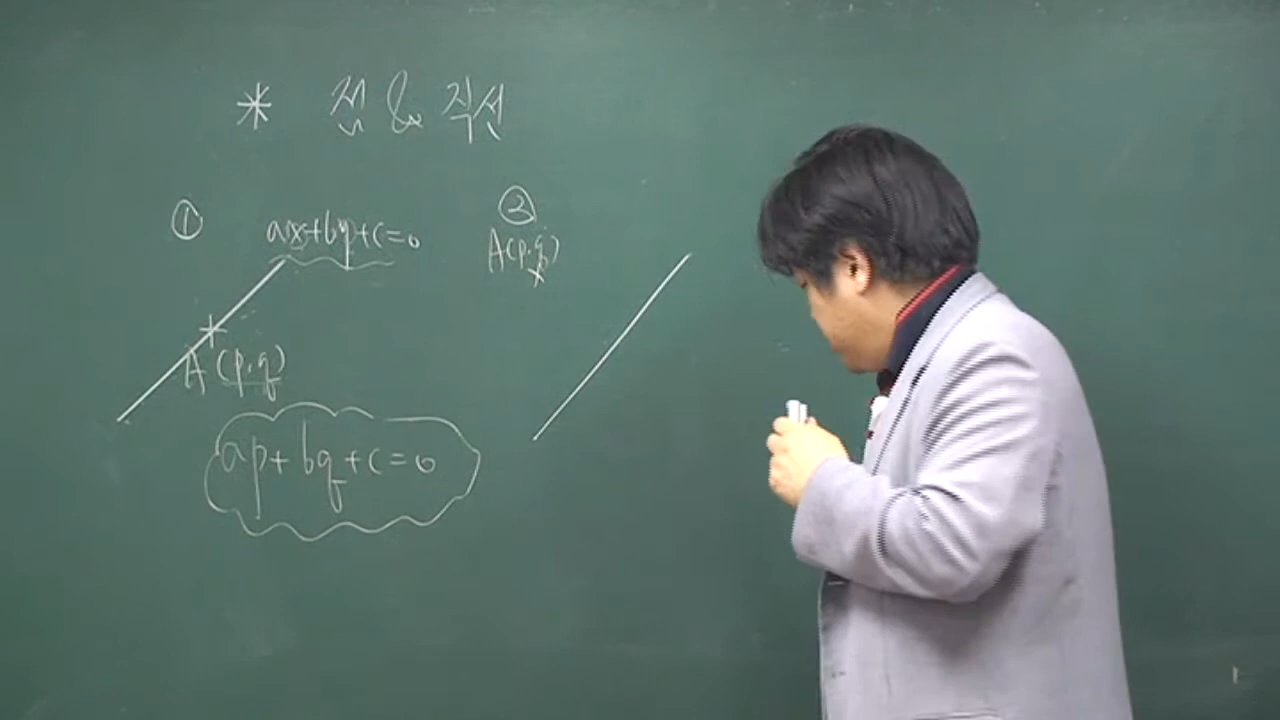 * 점 & 직선
①
ax+by+c=0
A (p,q)
ap+bq+c=0
②
A(p,q)